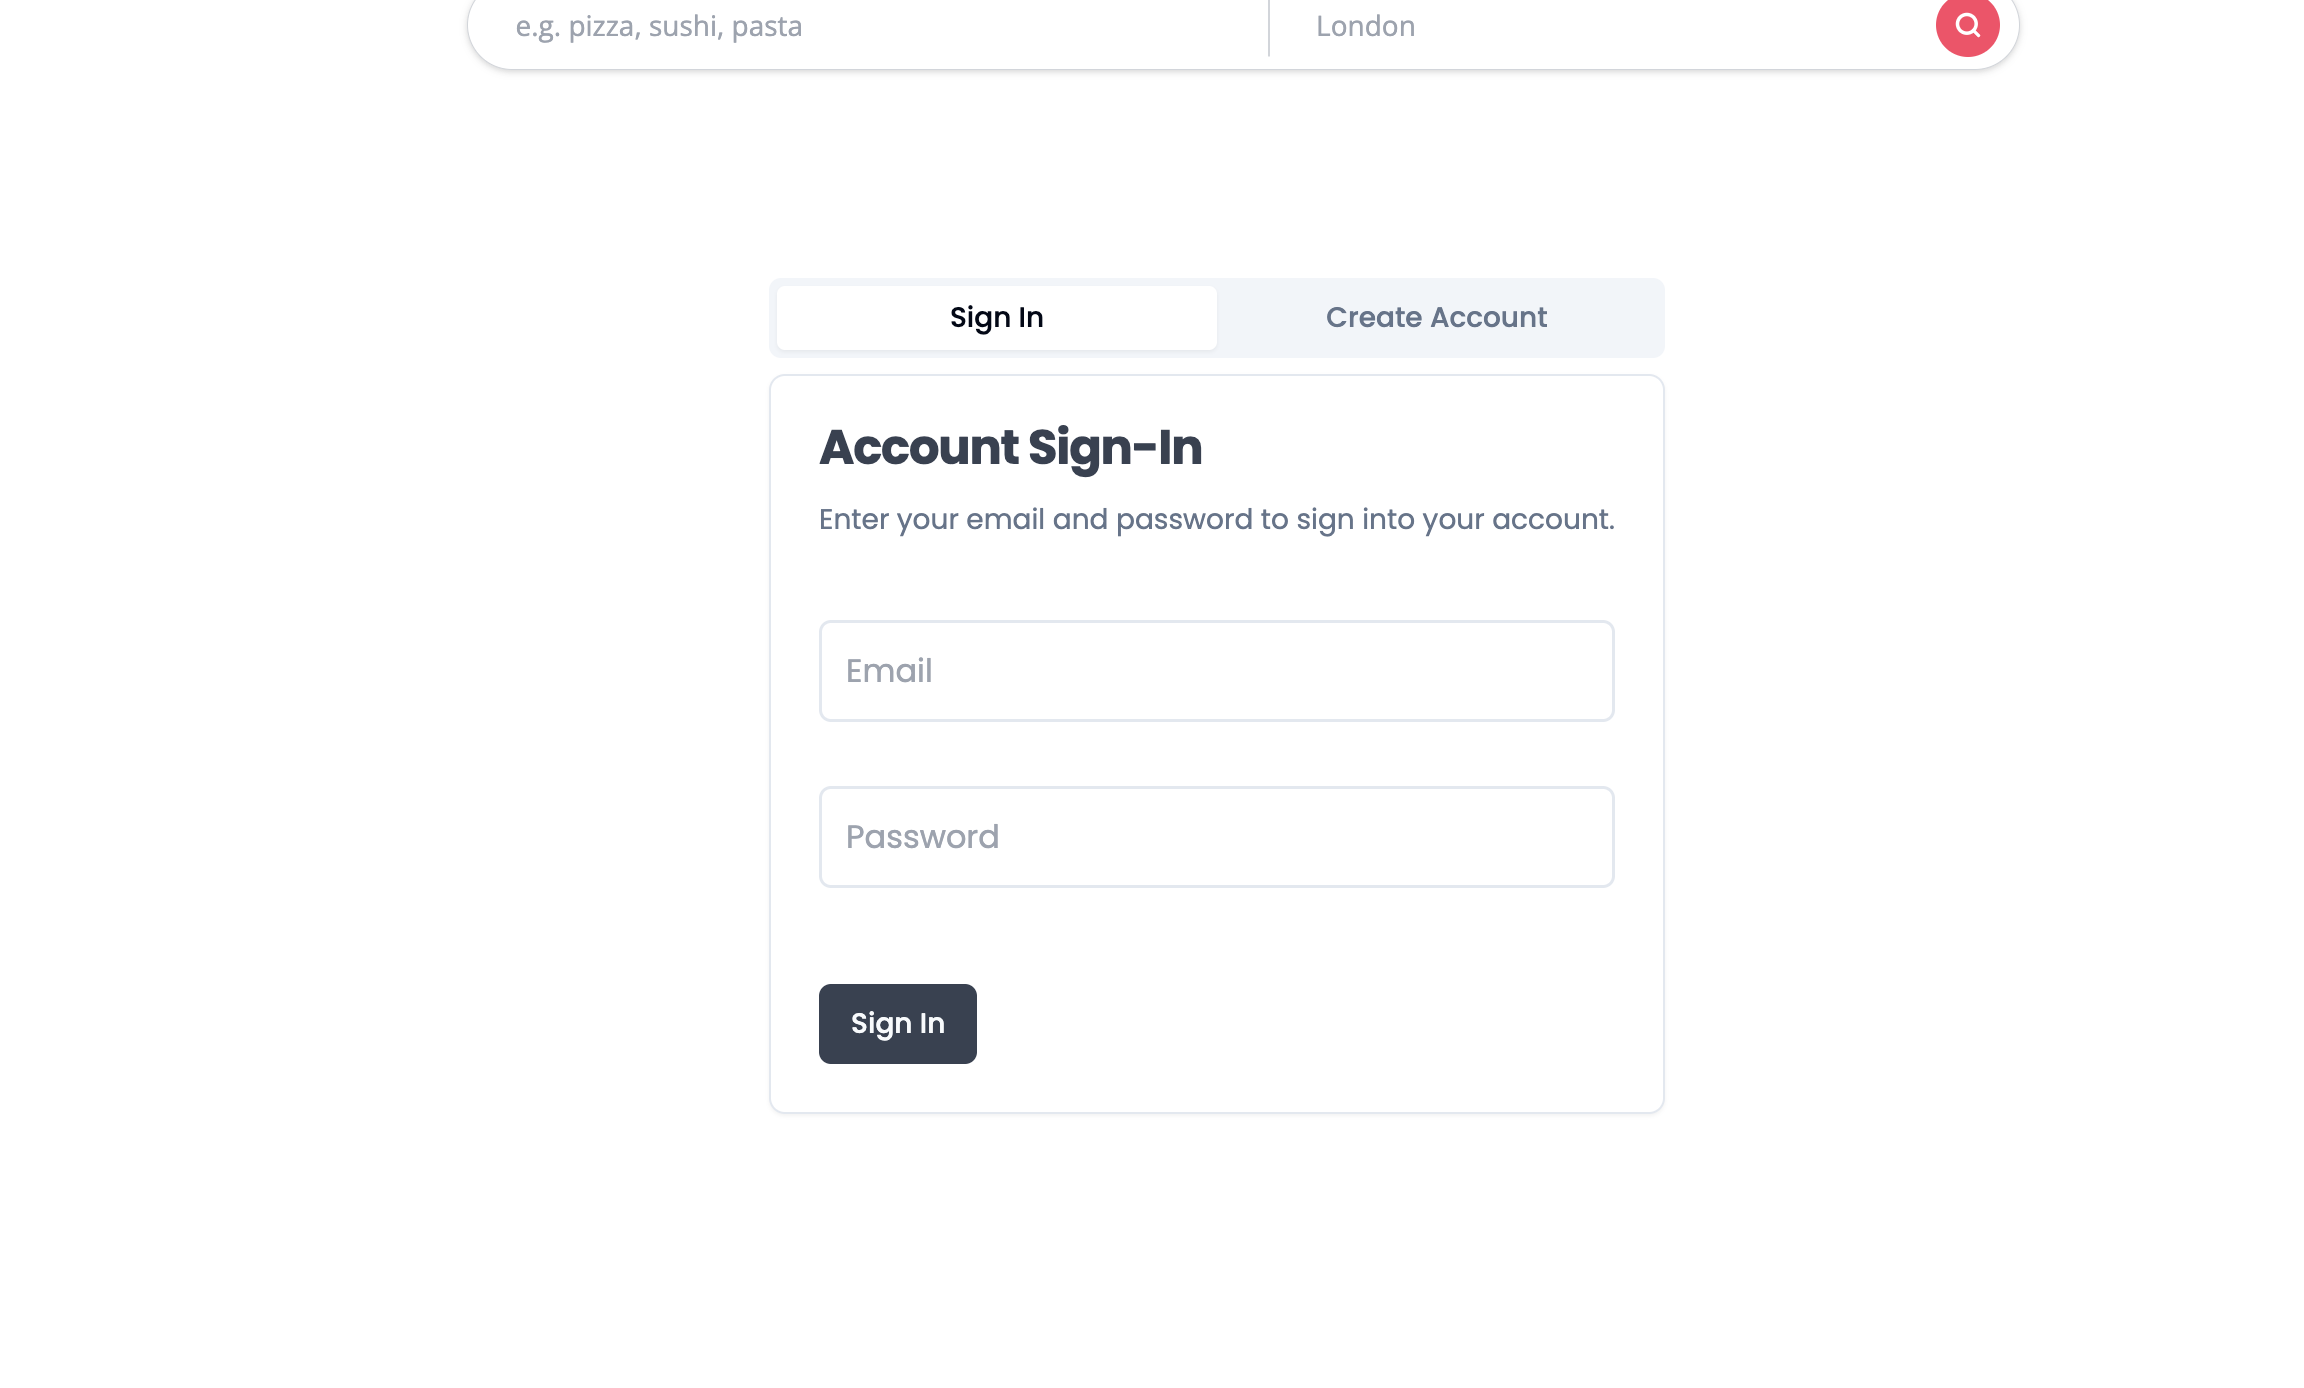 e.g. pizza, sushi, pasta London
Sign In Create Account
Account Sign-In
Enter your email and password to sign into your account.
Email
Password
Sign In